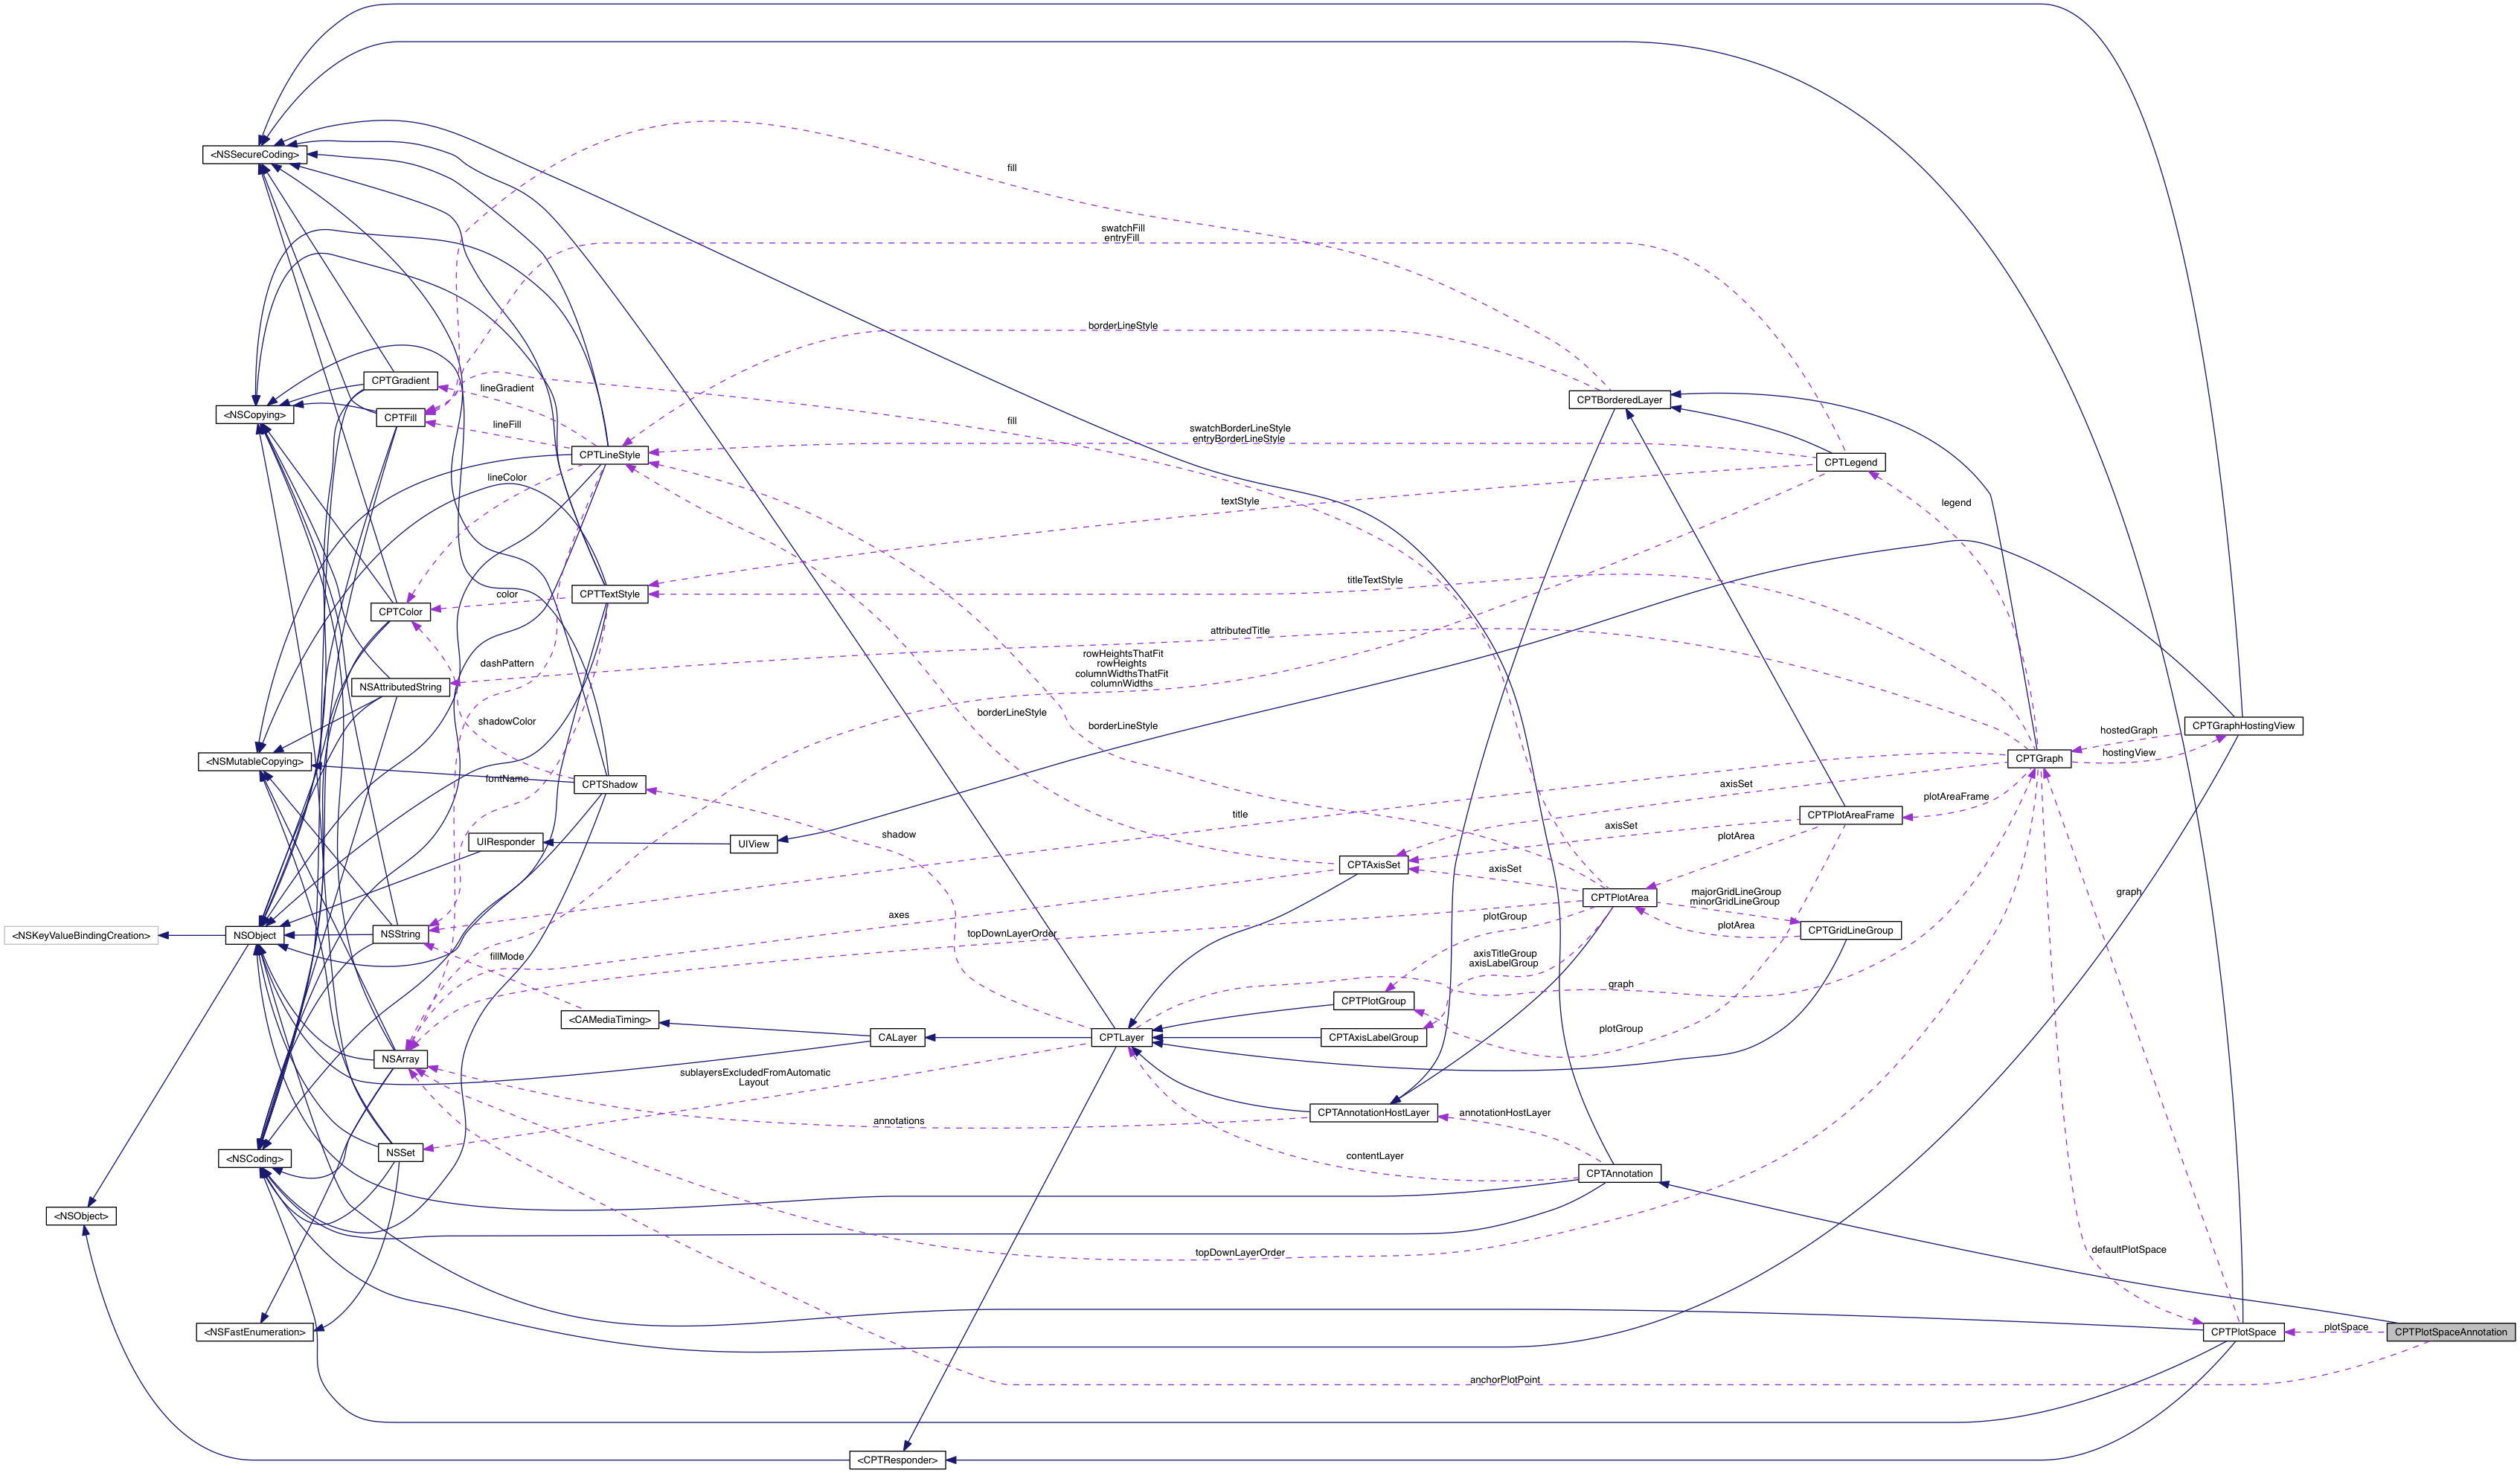 <NSSecureCoding>
fill
swatchFill
entryFill
borderLineStyle
CPTGradient
lineGradient
<NSCopying>
CPTFill
lineFill
fill
CPTBorderedLayer
CPTLineStyle
swatchBorderLineStyle
entryBorderLineStyle
CPTLegend
lineColor
textStyle
legend
CPTColor
color
CPTTextStyle
titleTextStyle
attributedTitle
NSAttributedString
dashPattern
rowHeightsThatFit
rowHeights
columnWidthsThatFit
columnWidths
shadowColor
borderLineStyle
borderLineStyle
CPTGraphHostingView
hostedGraph
hostingView
<NSMutableCopying>
fontName
CPTShadow
CPTGraph
axisSet
plotAreaFrame
title
CPTPlotAreaFrame
UIResponder
UIView
shadow
axisSet
plotArea
CPTAxisSet
axisSet
CPTPlotArea
majorGridLineGroup
minorGridLineGroup
graph
<NSKeyValueBindingCreation>
NSObject
NSString
axes
topDownLayerOrder
plotGroup
plotArea
CPTGridLineGroup
fillMode
axisTitleGroup
axisLabelGroup
graph
<CAMediaTiming>
CALayer
CPTLayer
CPTPlotGroup
CPTAxisLabelGroup
plotGroup
NSArray
sublayersExcludedFromAutomatic
Layout
annotations
CPTAnnotationHostLayer
annotationHostLayer
<NSCoding>
NSSet
contentLayer
CPTAnnotation
<NSObject>
topDownLayerOrder
defaultPlotSpace
<NSFastEnumeration>
CPTPlotSpace
plotSpace
CPTPlotSpaceAnnotation
anchorPlotPoint
<CPTResponder>